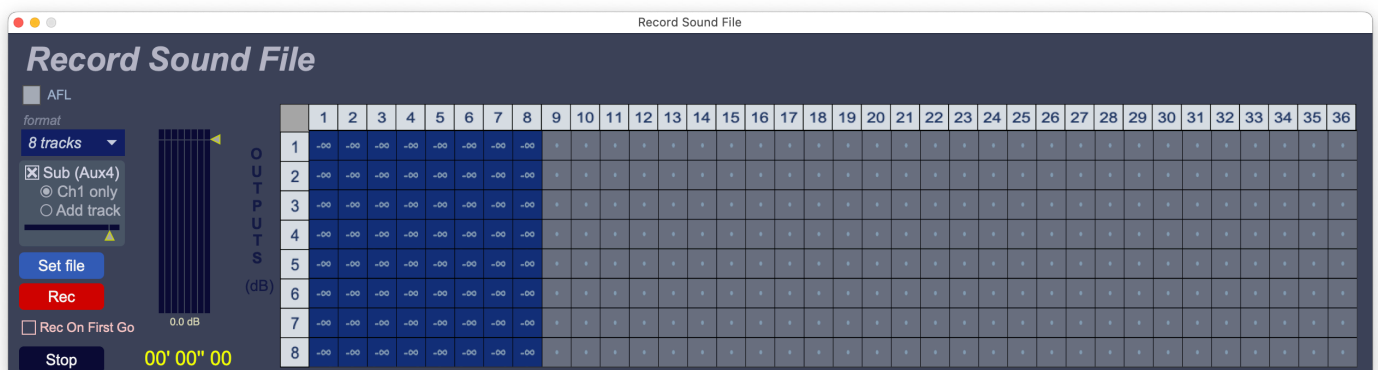 Record Sound File
Record Sound File
AFL
format
8 tracks
Sub (Aux4)
Ch1 only
Add track
Set file
Rec
Rec On First Go
Stop
0.0 dB
00' 00" 00
OUTPUTS
(dB)
1 2 3 4 5 6 7 8 9 10 11 12 13 14 15 16 17 18 19 20 21 22 23 24 25 26 27 28 29 30 31 32 33 34 35 36
1 -∞ -∞ -∞ -∞ -∞ -∞ -∞ -∞
2 -∞ -∞ -∞ -∞ -∞ -∞ -∞ -∞
3 -∞ -∞ -∞ -∞ -∞ -∞ -∞ -∞
4 -∞ -∞ -∞ -∞ -∞ -∞ -∞ -∞
5 -∞ -∞ -∞ -∞ -∞ -∞ -∞ -∞
6 -∞ -∞ -∞ -∞ -∞ -∞ -∞ -∞
7 -∞ -∞ -∞ -∞ -∞ -∞ -∞ -∞
8 -∞ -∞ -∞ -∞ -∞ -∞ -∞ -∞